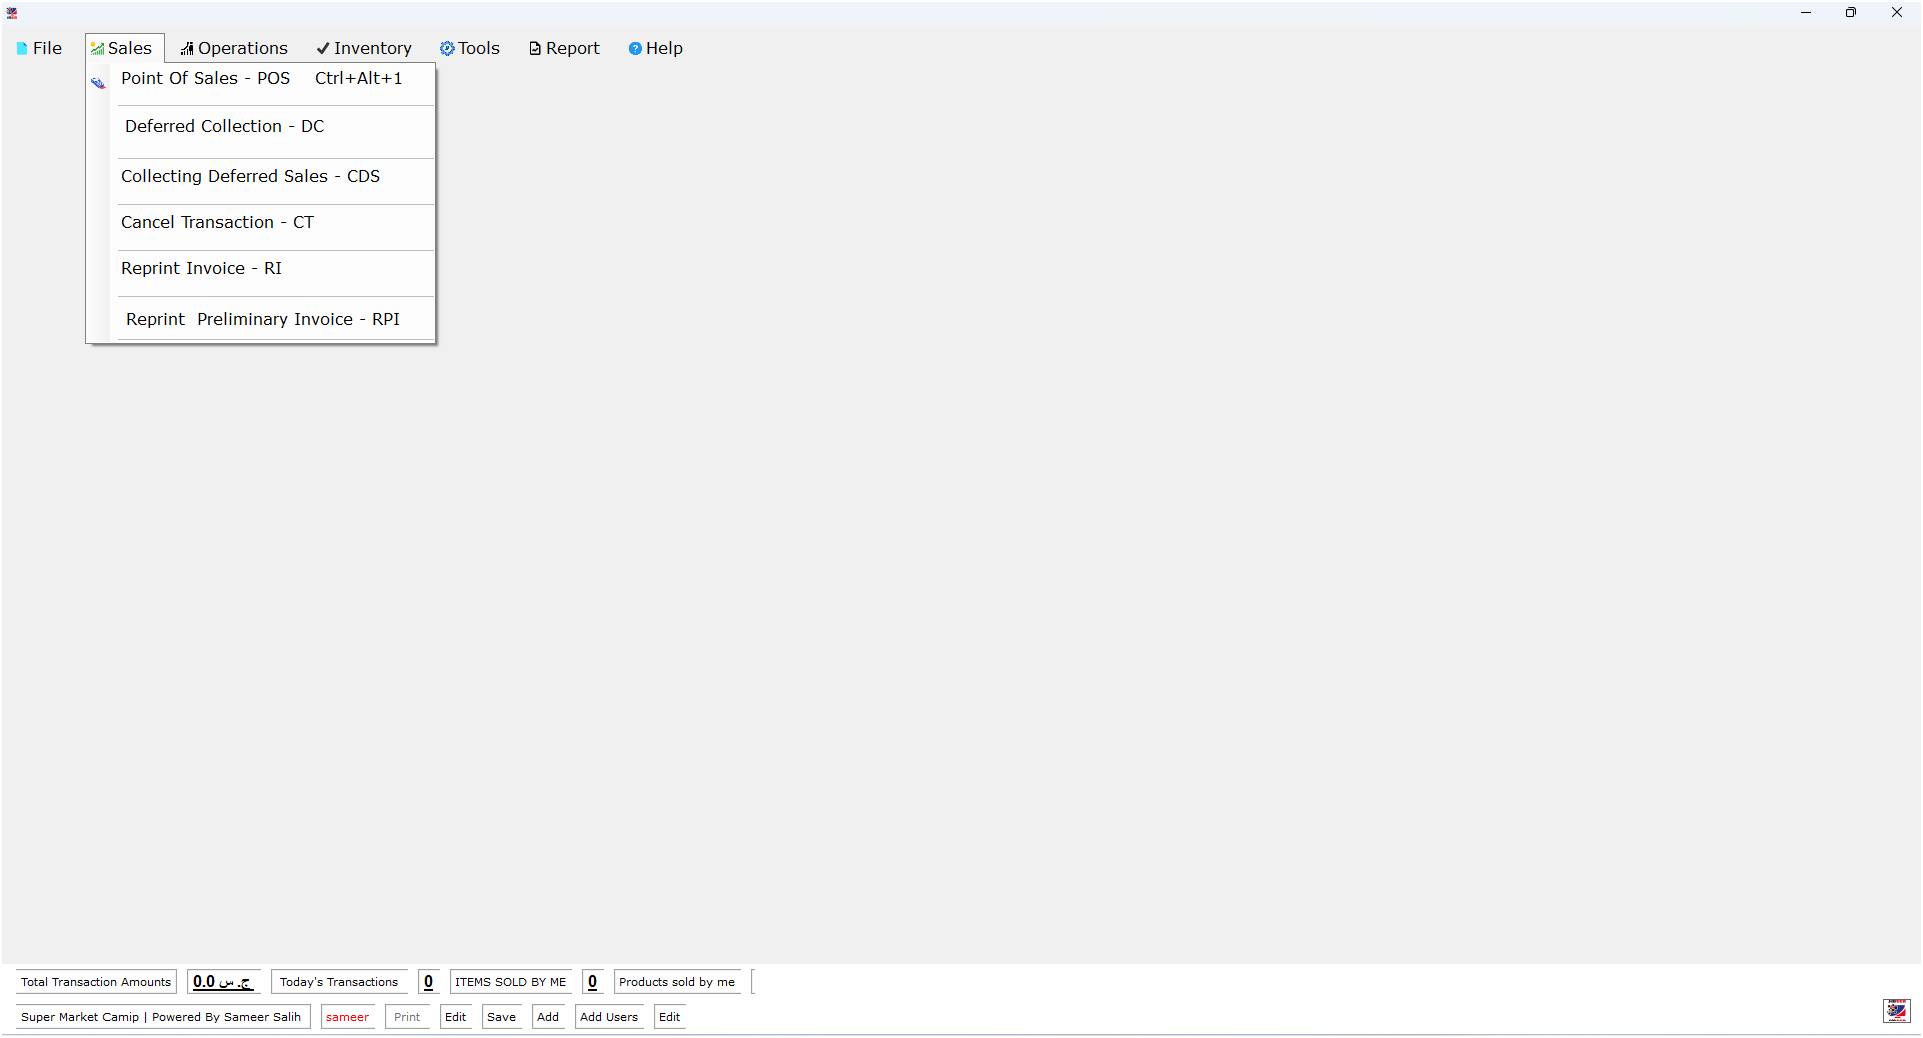 File Sales Operations Inventory Tools Report Help
Point Of Sales - POS Ctrl+Alt+1
Deferred Collection - DC
Collecting Deferred Sales - CDS
Cancel Transaction - CT
Reprint Invoice - RI
Reprint Preliminary Invoice - RPI
Total Transaction Amounts ج.س 0.0 Today's Transactions 0 ITEMS SOLD BY ME 0 Products sold by me
Super Market Camip | Powered By Sameer Salih sameer Print Edit Save Add Add Users Edit